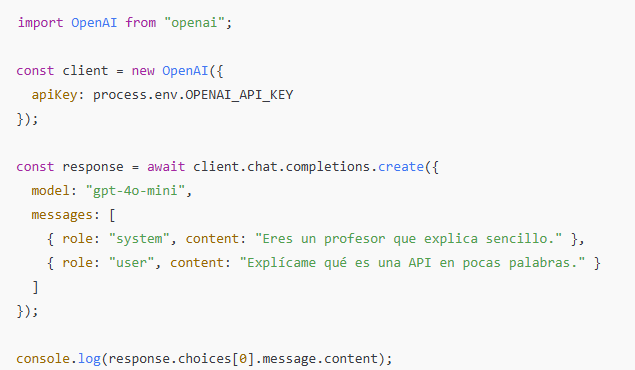 import OpenAI from "openai";
const client = new OpenAI({
apiKey: process.env.OPENAI_API_KEY
});
const response = await client.chat.completions.create({
model: "gpt-4o-mini",
messages: [
{ role: "system", content: "Eres un profesor que explica sencillo." },
{ role: "user", content: "Explícame qué es una API en pocas palabras." }
]
});
console.log(response.choices[0].message.content);